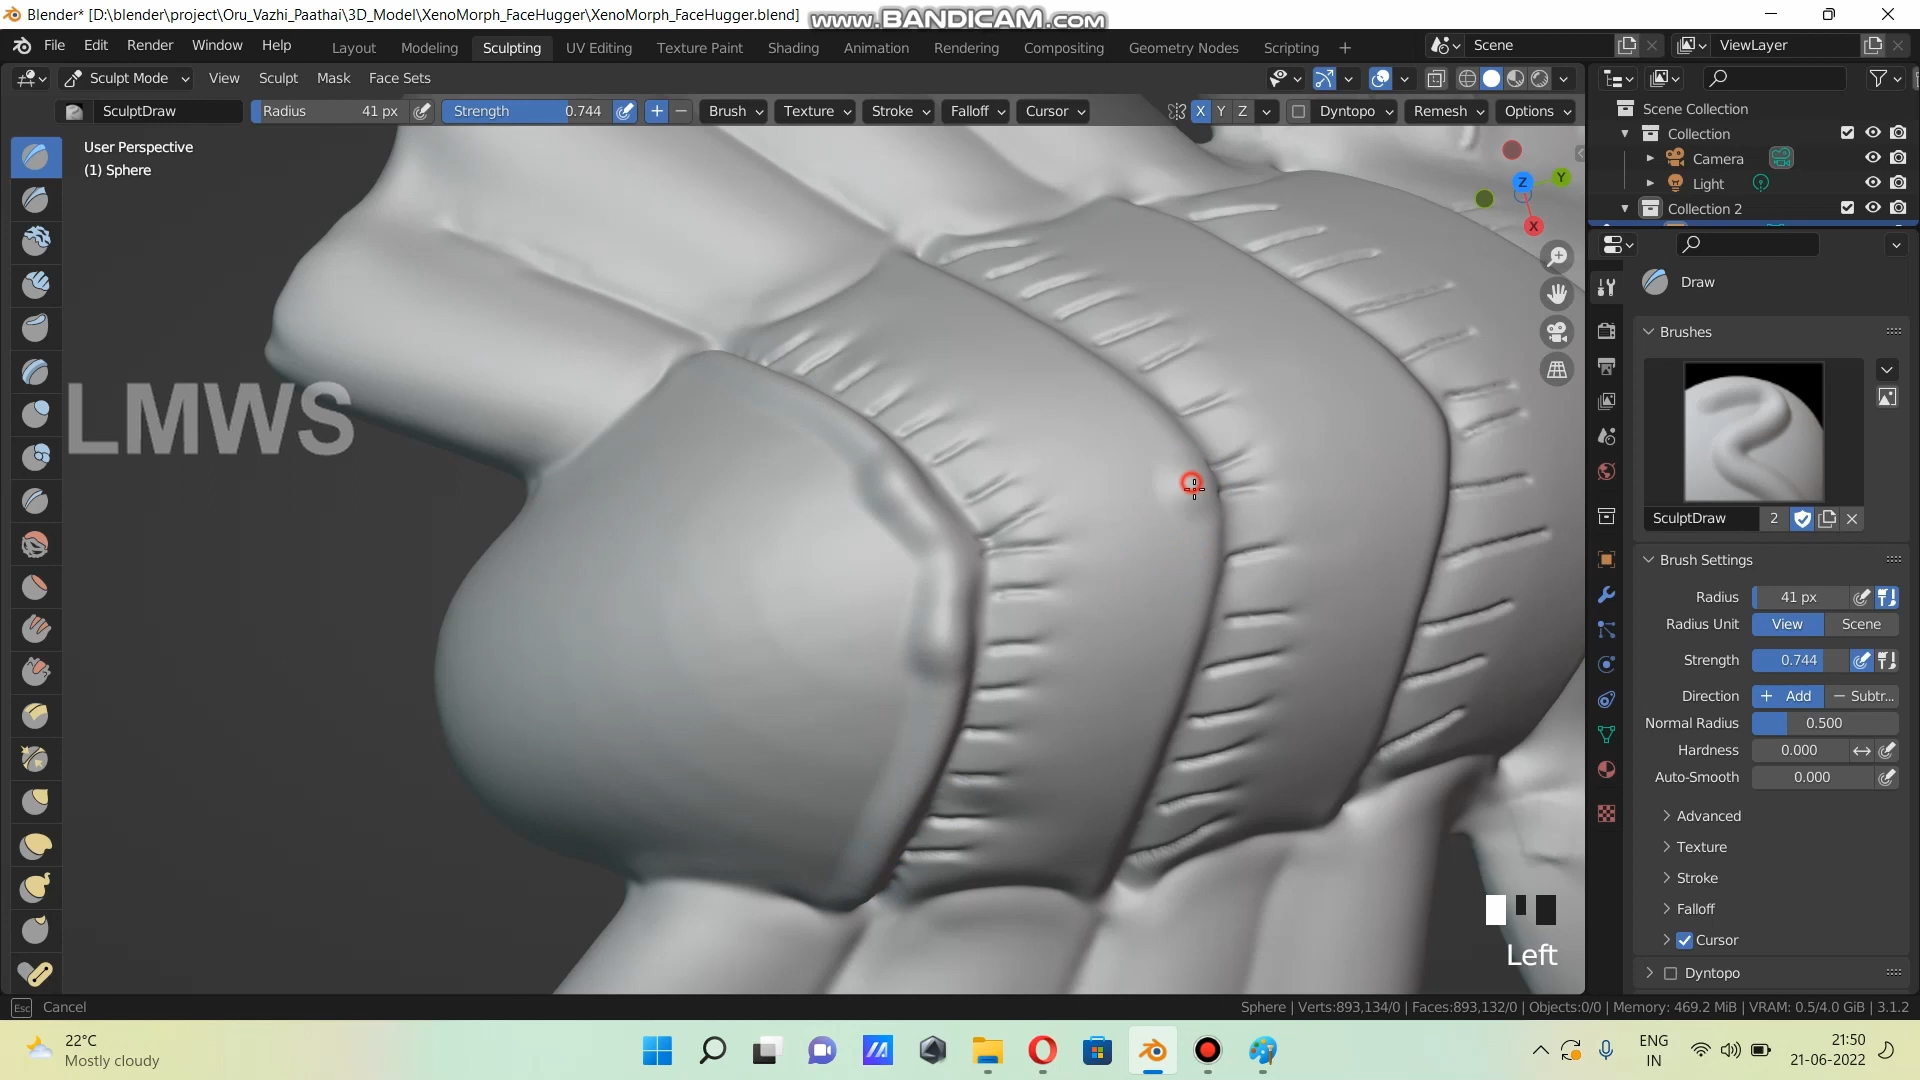 Blender* [D:\blender\project\Oru_Vazhi_Paathai\3D_Model\XenoMorph_FaceHugger\XenoMorph_FaceHugger.blend]
www.BANDICAM.com
File Edit Render Window Help
Layout Modeling Sculpting UV Editing Texture Paint Shading Animation Rendering Compositing Geometry Nodes Scripting +
Scene
ViewLayer
Sculpt Mode View Sculpt Mask Face Sets
SculptDraw
Radius 41 px
Strength 0.744
+ −
Brush Texture Stroke Falloff Cursor
X Y Z
Dyntopo Remesh Options
Scene Collection
Collection
Camera
Light
Collection 2
User Perspective
(1) Sphere
Z Y X
LMWS
Draw
Brushes
SculptDraw 2
Brush Settings
Radius 41 px
Radius Unit View Scene
Strength 0.744
Direction + Add − Subtr...
Normal Radius 0.500
Hardness 0.000
Auto-Smooth 0.000
Advanced
Texture
Stroke
Falloff
Cursor
Dyntopo
Left
Esc Cancel
Sphere | Verts:893,134/0 | Faces:893,132/0 | Objects:0/0 | Memory: 469.2 MiB | VRAM: 0.5/4.0 GiB | 3.1.2
22°C
Mostly cloudy
ENG
IN
21:50
21-06-2022